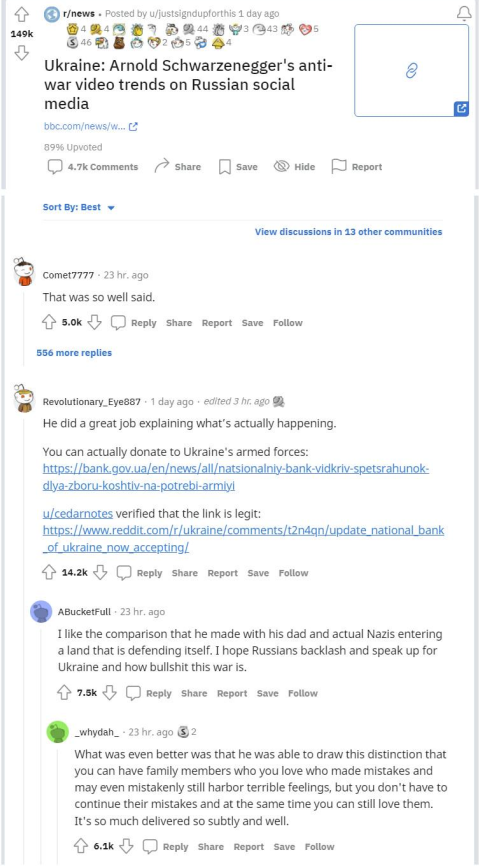 r/news • Posted by u/justsigndupforthis 1 day ago
149k
4 4 44 3 43 5
46 2 5 4
Ukraine: Arnold Schwarzenegger's anti-
war video trends on Russian social
media
bbc.com/news/w...
89% Upvoted
4.7k Comments Share Save Hide Report
Sort By: Best
View discussions in 13 other communities
Comet7777 · 23 hr. ago
That was so well said.
5.0k Reply Share Report Save Follow
556 more replies
Revolutionary_Eye887 · 1 day ago · edited 3 hr. ago
He did a great job explaining what's actually happening.
You can actually donate to Ukraine's armed forces:
https://bank.gov.ua/en/news/all/natsionalniy-bank-vidkriv-spetsrahunok-
dlya-zboru-koshtiv-na-potrebi-armiyi
u/cedarnotes verified that the link is legit:
https://www.reddit.com/r/ukraine/comments/t2n4qn/update_national_bank
_of_ukraine_now_accepting/
14.2k Reply Share Report Save Follow
ABucketFull · 23 hr. ago
I like the comparison that he made with his dad and actual Nazis entering
a land that is defending itself. I hope Russians backlash and speak up for
Ukraine and how bullshit this war is.
7.5k Reply Share Report Save Follow
_whydah_ · 23 hr. ago S 2
What was even better was that he was able to draw this distinction that
you can have family members who you love who made mistakes and
may even mistakenly still harbor terrible feelings, but you don't have to
continue their mistakes and at the same time you can still love them.
It's so much delivered so subtly and well.
6.1k Reply Share Report Save Follow